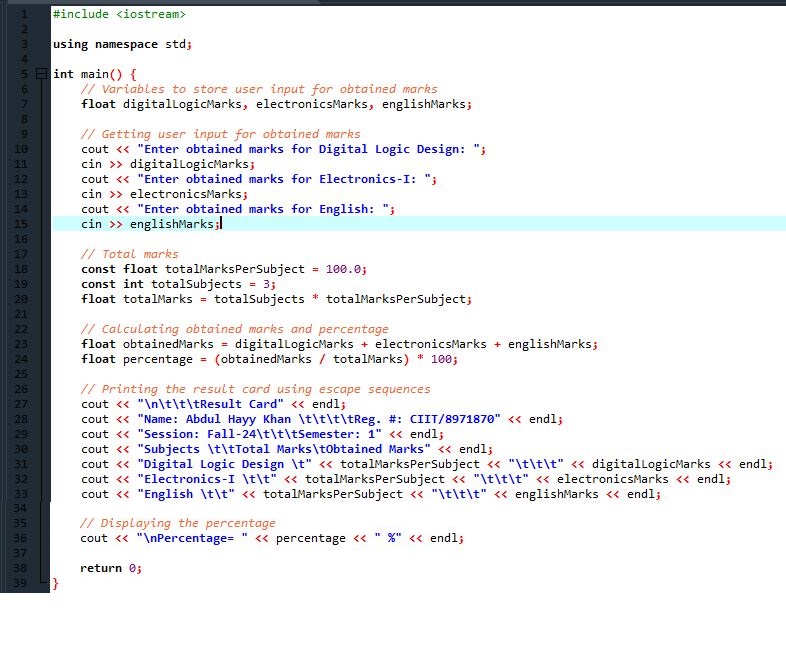 1 #include <iostream>
2
3 using namespace std;
4
5 int main() {
6 // Variables to store user input for obtained marks
7 float digitalLogicMarks, electronicsMarks, englishMarks;
8
9 // Getting user input for obtained marks
10 cout << "Enter obtained marks for Digital Logic Design: ";
11 cin >> digitalLogicMarks;
12 cout << "Enter obtained marks for Electronics-I: ";
13 cin >> electronicsMarks;
14 cout << "Enter obtained marks for English: ";
15 cin >> englishMarks;
16
17 // Total marks
18 const float totalMarksPerSubject = 100.0;
19 const int totalSubjects = 3;
20 float totalMarks = totalSubjects * totalMarksPerSubject;
21
22 // Calculating obtained marks and percentage
23 float obtainedMarks = digitalLogicMarks + electronicsMarks + englishMarks;
24 float percentage = (obtainedMarks / totalMarks) * 100;
25
26 // Printing the result card using escape sequences
27 cout << "\n\t\t\tResult Card" << endl;
28 cout << "Name: Abdul Hayy Khan \t\t\t\tReg. #: CIIT/8971870" << endl;
29 cout << "Session: Fall-24\t\t\tSemester: 1" << endl;
30 cout << "Subjects \t\tTotal Marks\tObtained Marks" << endl;
31 cout << "Digital Logic Design \t" << totalMarksPerSubject << "\t\t\t" << digitalLogicMarks << endl;
32 cout << "Electronics-I \t\t" << totalMarksPerSubject << "\t\t\t" << electronicsMarks << endl;
33 cout << "English \t\t" << totalMarksPerSubject << "\t\t\t" << englishMarks << endl;
34
35 // Displaying the percentage
36 cout << "\nPercentage= " << percentage << " %" << endl;
37
38 return 0;
39 }